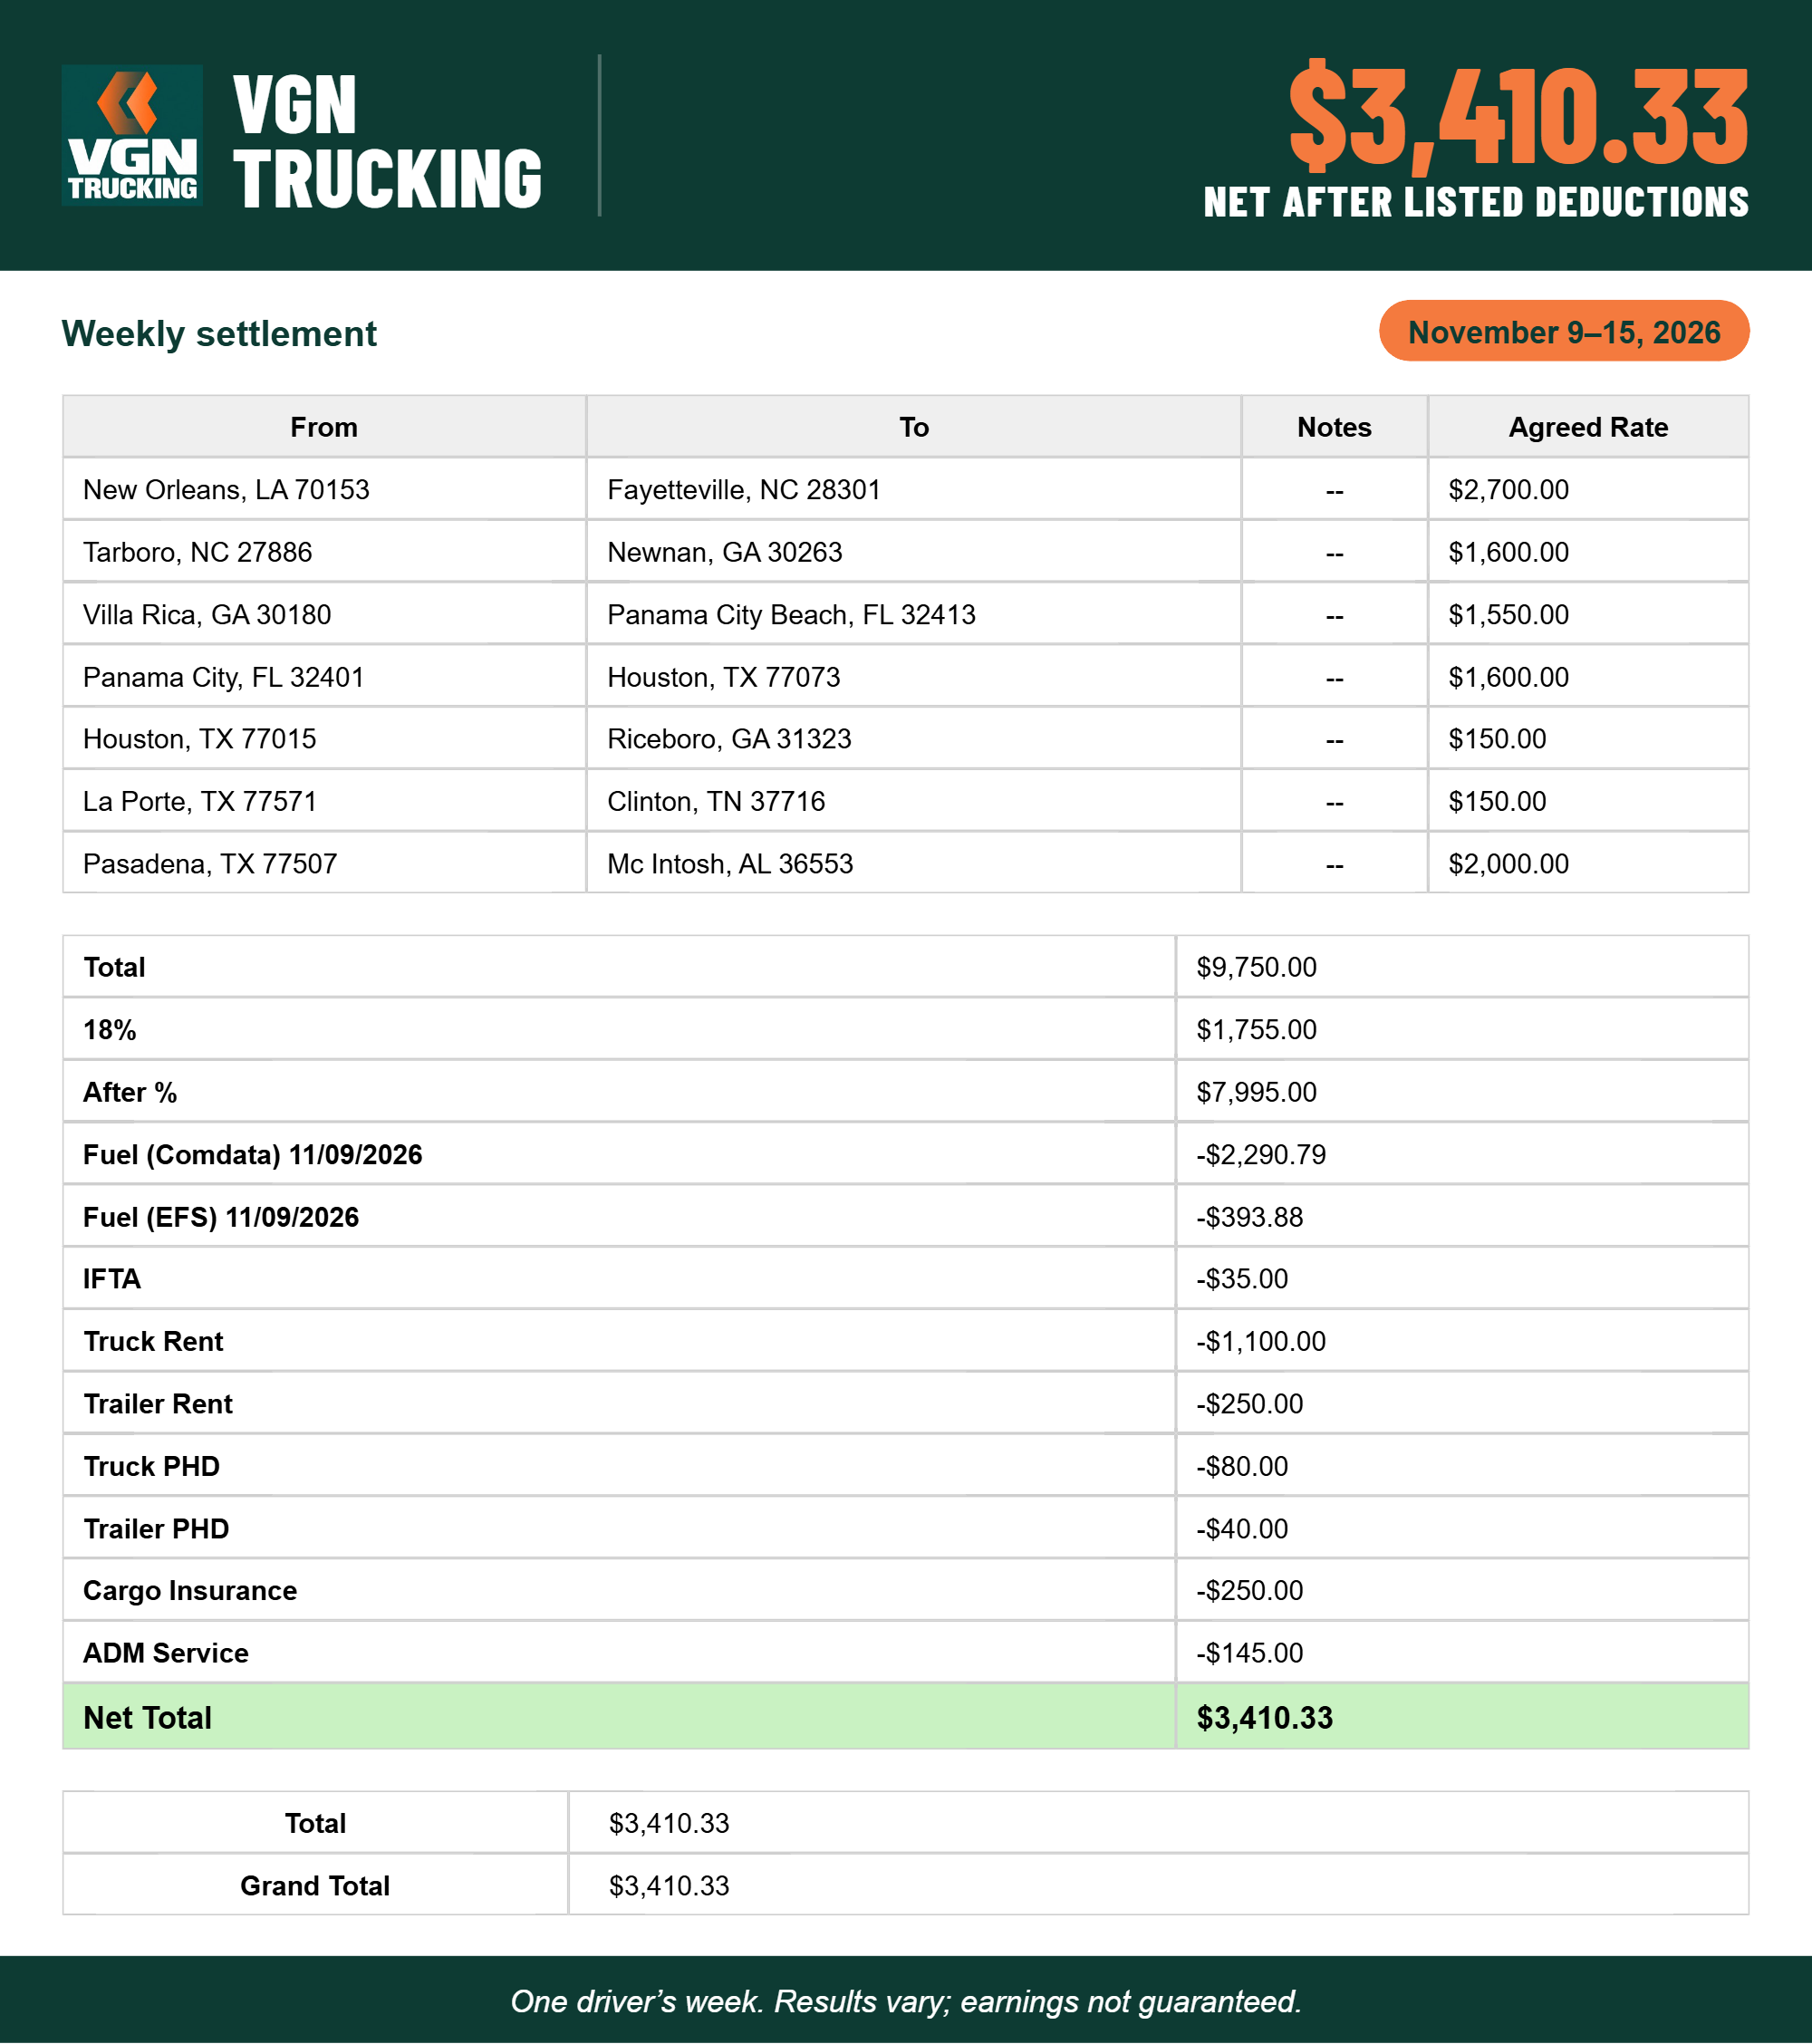 VGN
TRUCKING
VGN
TRUCKING
$3,410.33
NET AFTER LISTED DEDUCTIONS
Weekly settlement
November 9–15, 2026
From To Notes Agreed Rate
New Orleans, LA 70153 Fayetteville, NC 28301 -- $2,700.00
Tarboro, NC 27886 Newnan, GA 30263 -- $1,600.00
Villa Rica, GA 30180 Panama City Beach, FL 32413 -- $1,550.00
Panama City, FL 32401 Houston, TX 77073 -- $1,600.00
Houston, TX 77015 Riceboro, GA 31323 -- $150.00
La Porte, TX 77571 Clinton, TN 37716 -- $150.00
Pasadena, TX 77507 Mc Intosh, AL 36553 -- $2,000.00
Total $9,750.00
18% $1,755.00
After % $7,995.00
Fuel (Comdata) 11/09/2026 -$2,290.79
Fuel (EFS) 11/09/2026 -$393.88
IFTA -$35.00
Truck Rent -$1,100.00
Trailer Rent -$250.00
Truck PHD -$80.00
Trailer PHD -$40.00
Cargo Insurance -$250.00
ADM Service -$145.00
Net Total $3,410.33
Total $3,410.33
Grand Total $3,410.33
One driver’s week. Results vary; earnings not guaranteed.